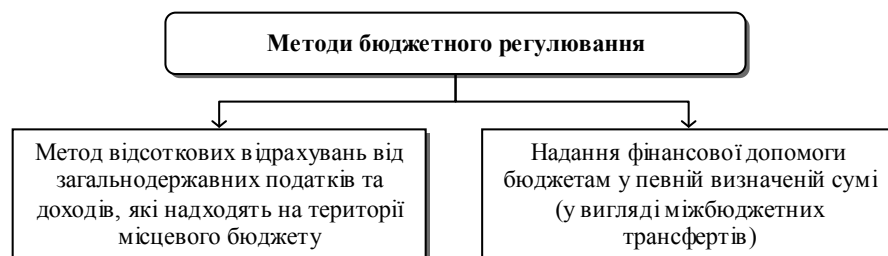 Методи бюджетного регулювання
Метод відсоткових відрахувань від
загальнодержавних податків та
доходів, які надходять на території
місцевого бюджету
Надання фінансової допомоги
бюджетам у певній визначеній сумі
(у вигляді міжбюджетних
трансфертів)